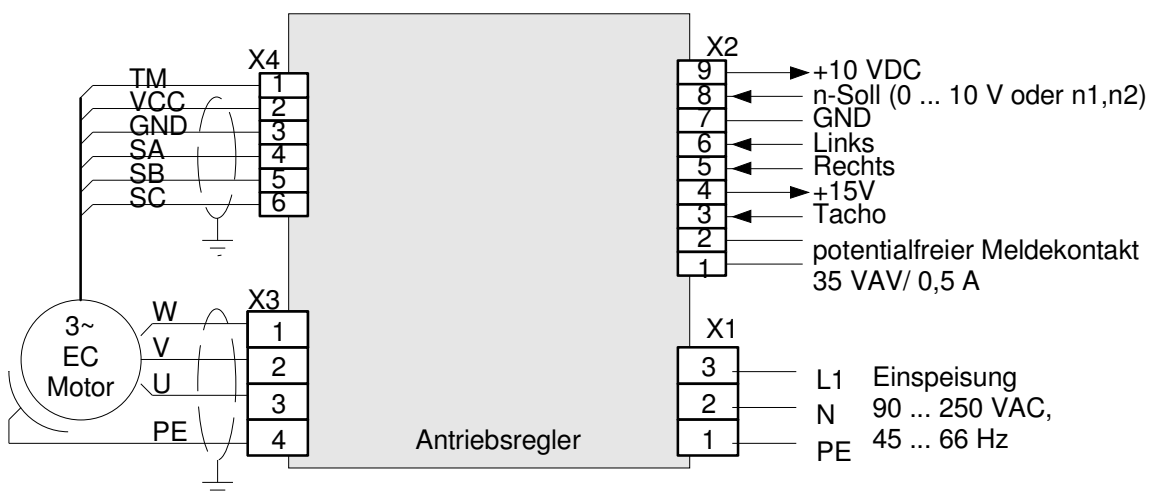 X4
TM 1
VCC 2
GND 3
SA 4
SB 5
SC 6
X3
W 1
V 2
U 3
PE 4
3~
EC
Motor
Antriebsregler
X2
9 +10 VDC
8 n-Soll (0 ... 10 V oder n1,n2)
7 GND
6 Links
5 Rechts
4 +15V
3 Tacho
2 potentialfreier Meldekontakt
1 35 VAV/ 0,5 A
X1
3 L1 Einspeisung
2 N 90 ... 250 VAC,
1 PE 45 ... 66 Hz